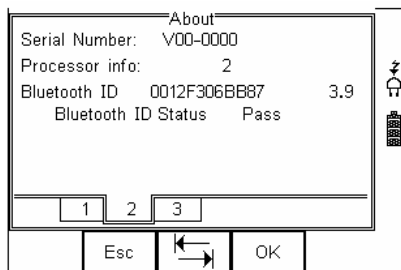 About
Serial Number: V00-0000
Processor info: 2
Bluetooth ID 0012F306BB87 3.9
Bluetooth ID Status Pass
1 2 3
Esc OK